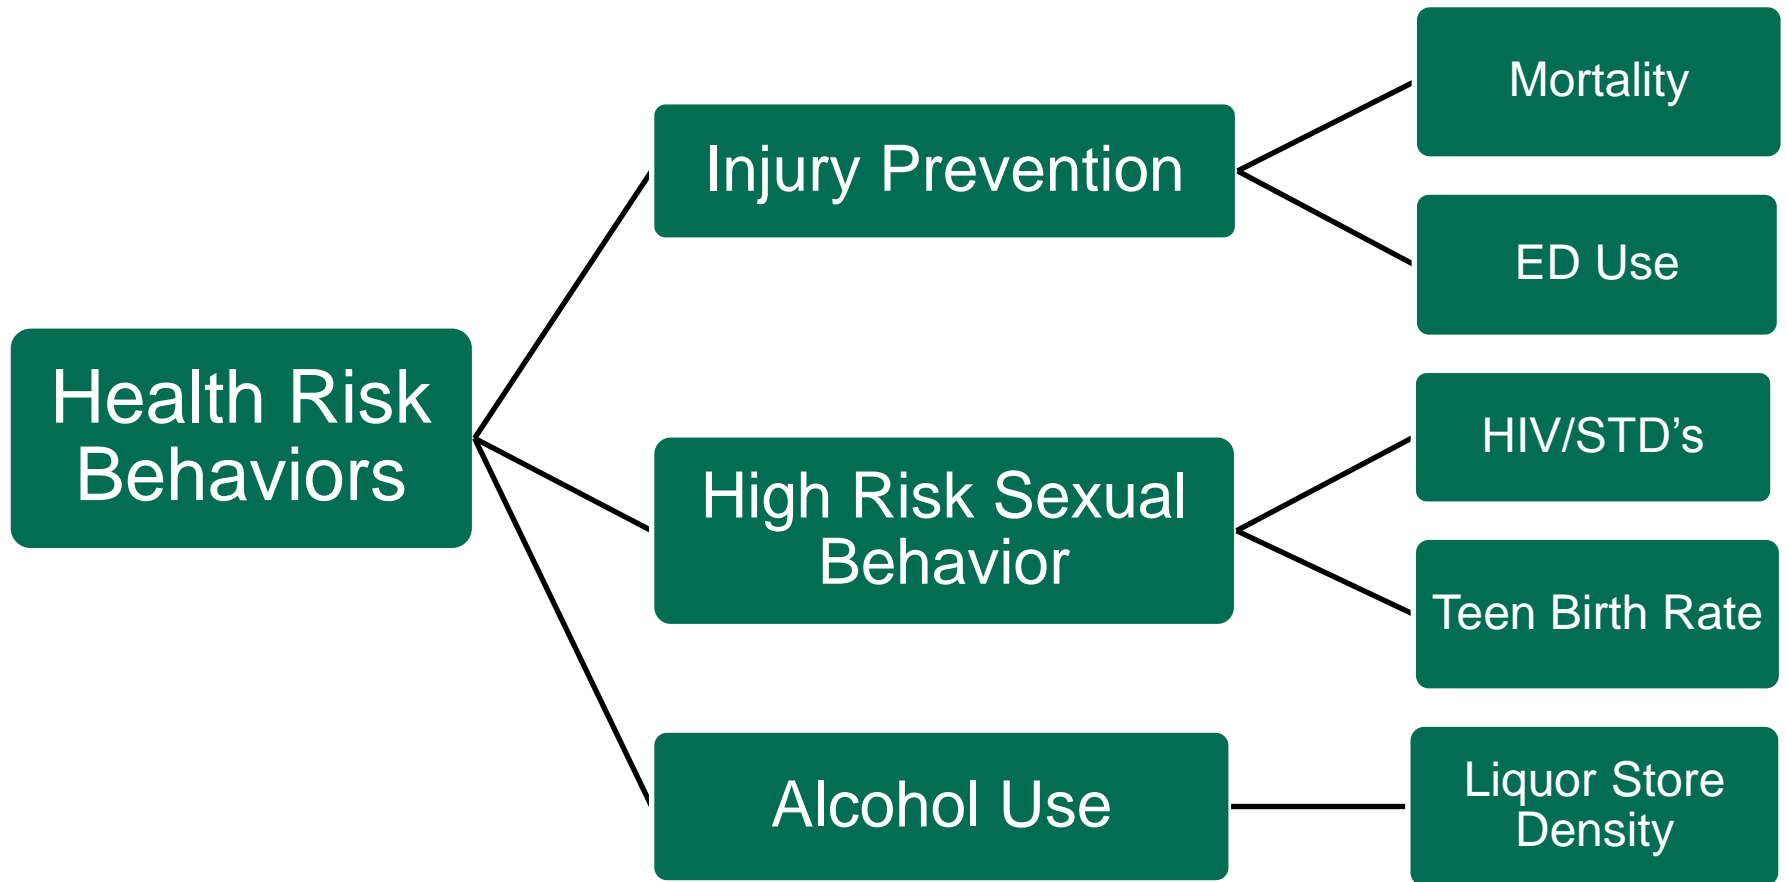 Health Risk
Behaviors
Injury Prevention
Mortality
ED Use
High Risk Sexual
Behavior
HIV/STD’s
Teen Birth Rate
Alcohol Use
Liquor Store
Density